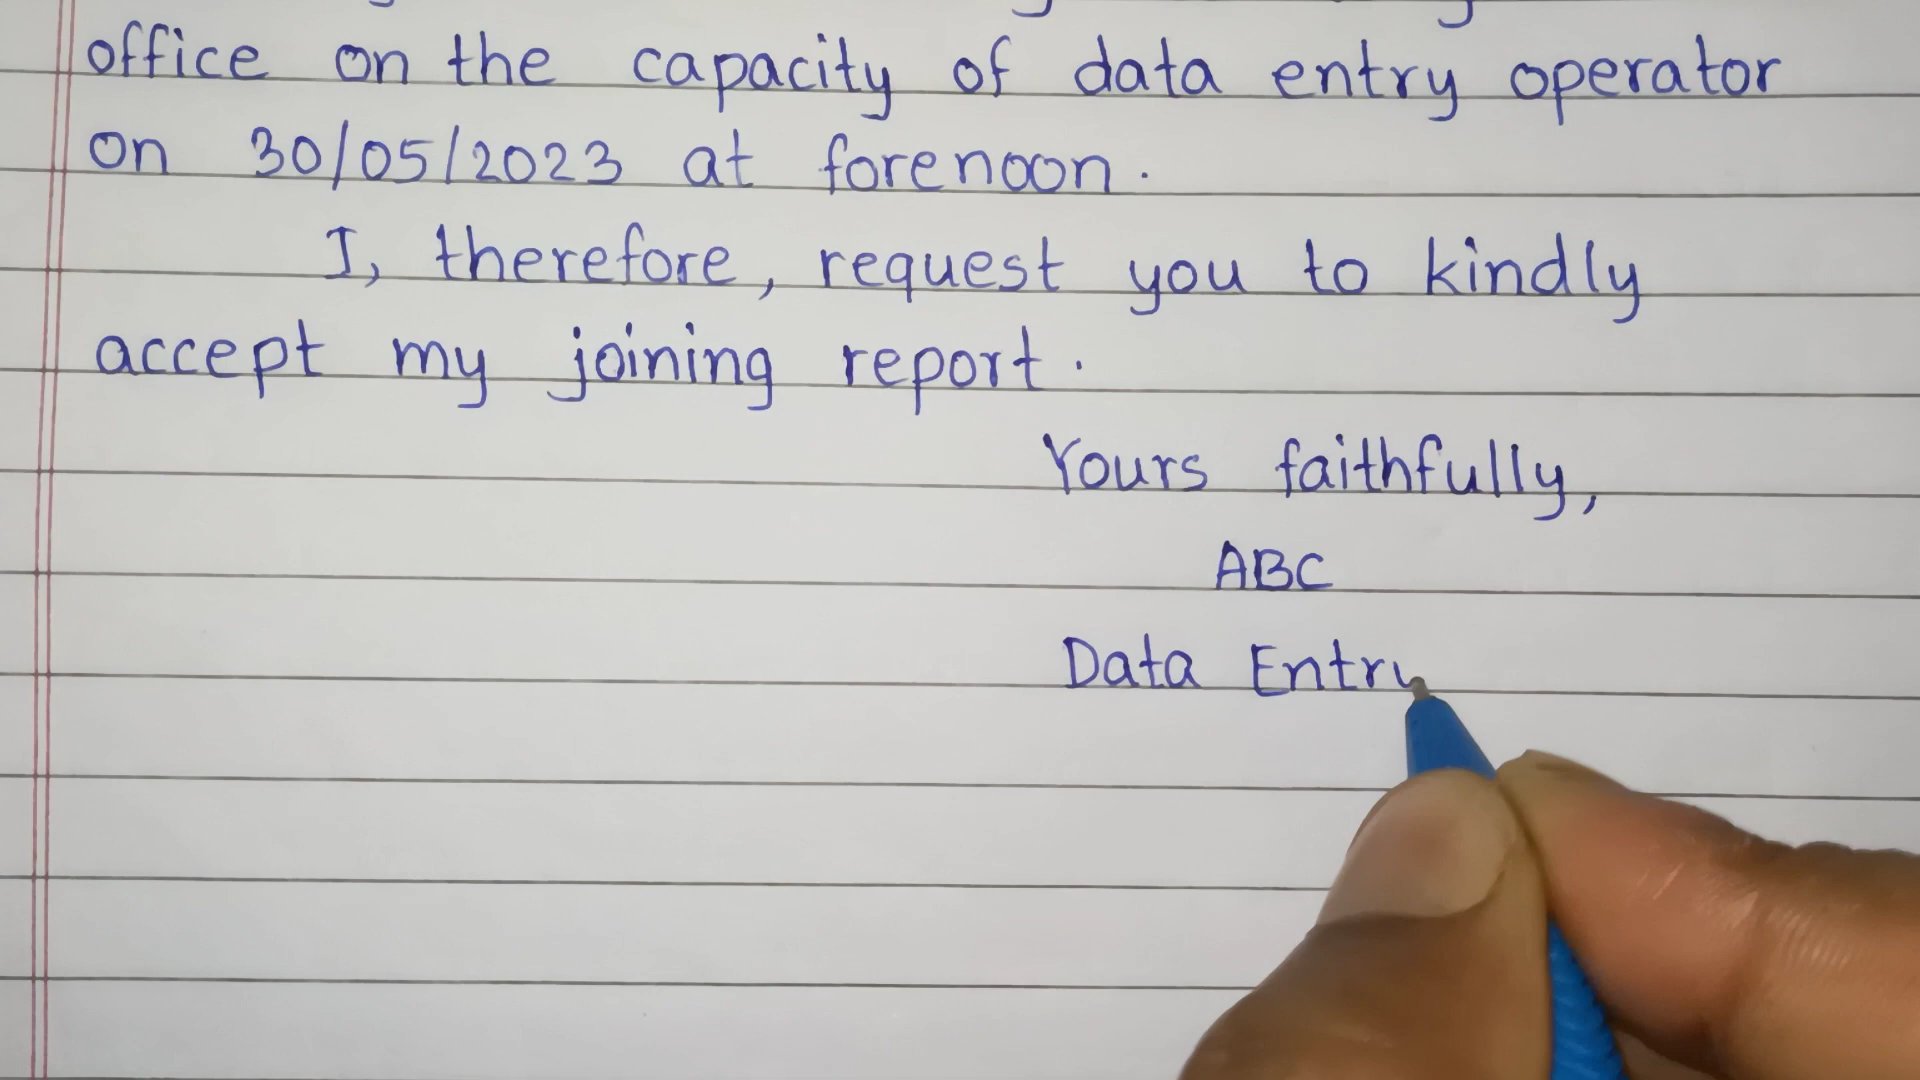 office on the capacity of data entry operator
on 30/05/2023 at forenoon.
I, therefore, request you to kindly
accept my joining report.
Yours faithfully,
ABC
Data Entry